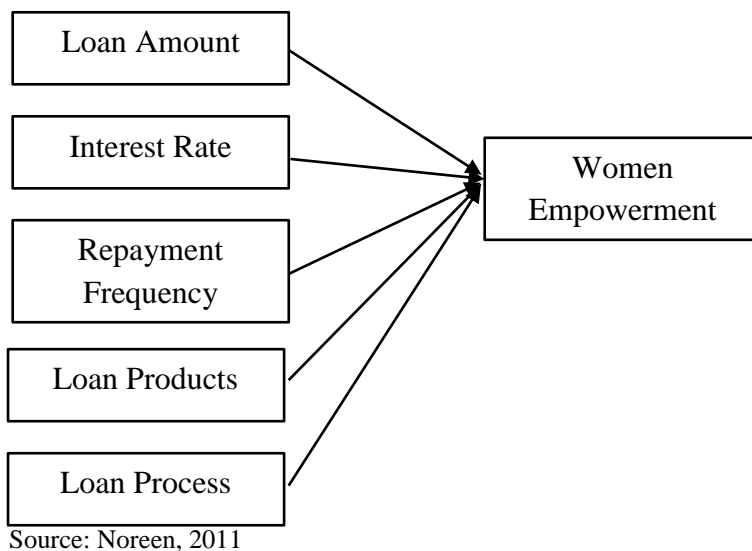 Loan Amount
Interest Rate
Women
Empowerment
Repayment
Frequency
Loan Products
Loan Process
Source: Noreen, 2011